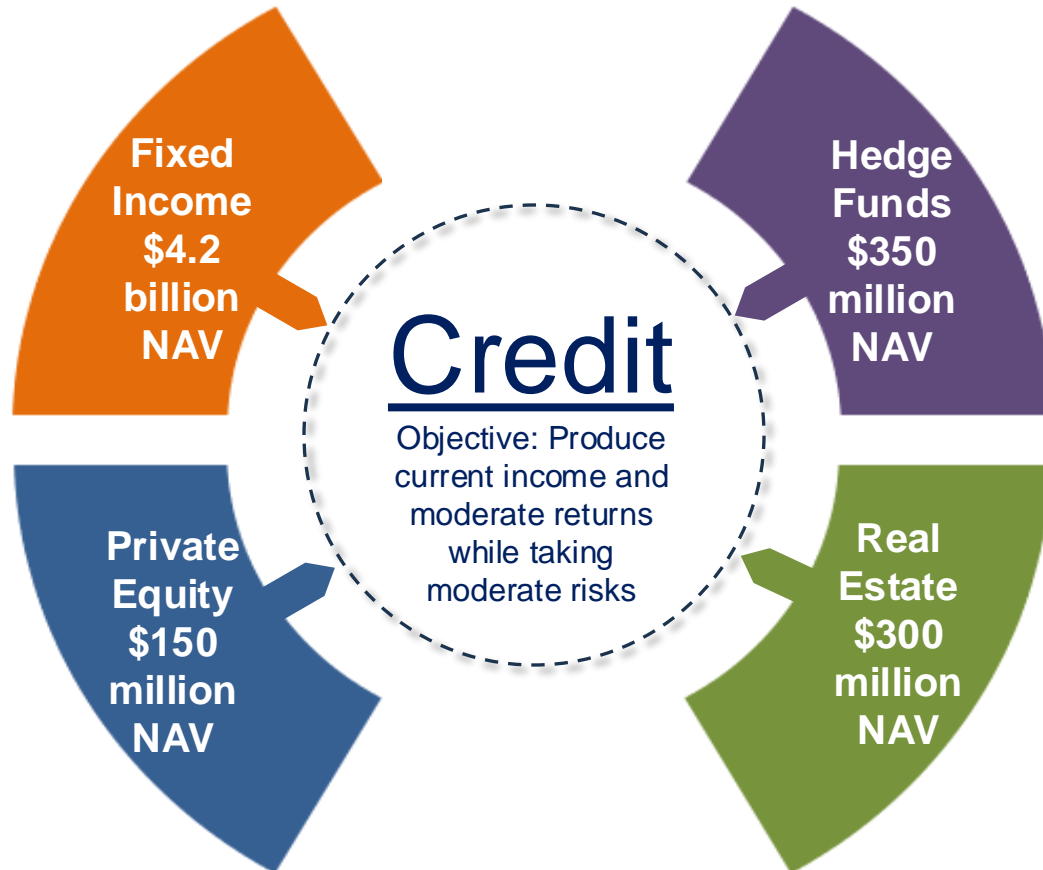 Fixed
Income
$4.2
billion
NAV
Hedge
Funds
$350
million
NAV
Credit
Objective: Produce
current income and
moderate returns
while taking
moderate risks
Private
Equity
$150
million
NAV
Real
Estate
$300
million
NAV